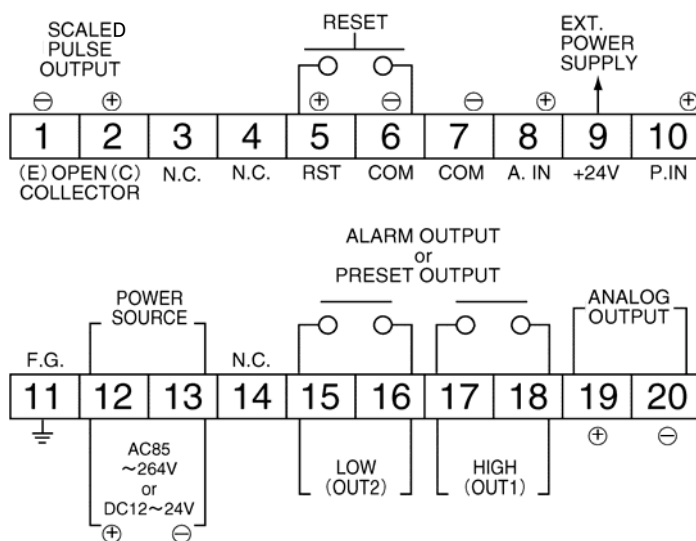 SCALED
PULSE
OUTPUT
RESET
EXT.
POWER
SUPPLY
⊖ ⊕ ⊕ ⊖ ⊖ ⊕ ⊕
1 2 3 4 5 6 7 8 9 10
(E) OPEN (C)
COLLECTOR
N.C. N.C. RST COM COM A. IN +24V P.IN
ALARM OUTPUT
or
PRESET OUTPUT
POWER
SOURCE
ANALOG
OUTPUT
F.G. N.C.
11 12 13 14 15 16 17 18 19 20
⊕ ⊖
AC85
~264V
or
DC12~24V
⊕ ⊖
LOW
(OUT2)
HIGH
(OUT1)